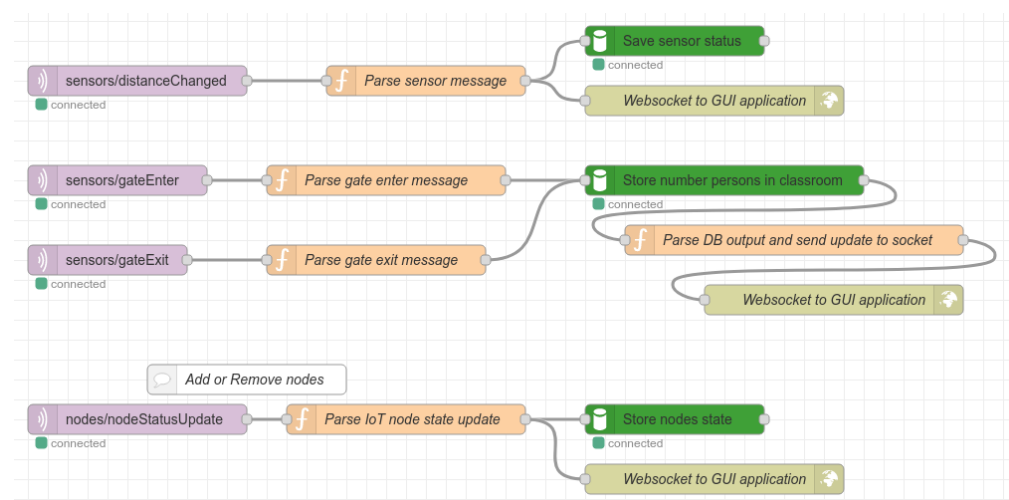 Save sensor status
connected
sensors/distanceChanged
Parse sensor message
connected
Websocket to GUI application
sensors/gateEnter
Parse gate enter message
Store number persons in classroom
connected
connected
Parse DB output and send update to socket
sensors/gateExit
Parse gate exit message
connected
Websocket to GUI application
Add or Remove nodes
nodes/nodeStatusUpdate
Parse IoT node state update
Store nodes state
connected
connected
Websocket to GUI application